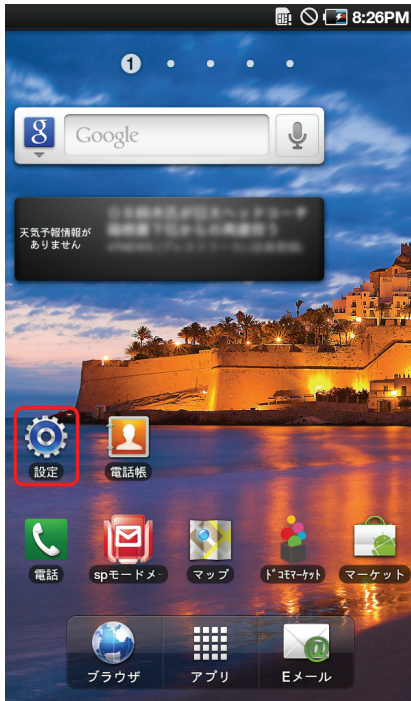 8:26PM
1
8
Google
天気予報情報が
ありません
設定
電話帳
電話
spモードメー
マップ
ドコモマーケット
マーケット
ブラウザ
アプリ
Eメール